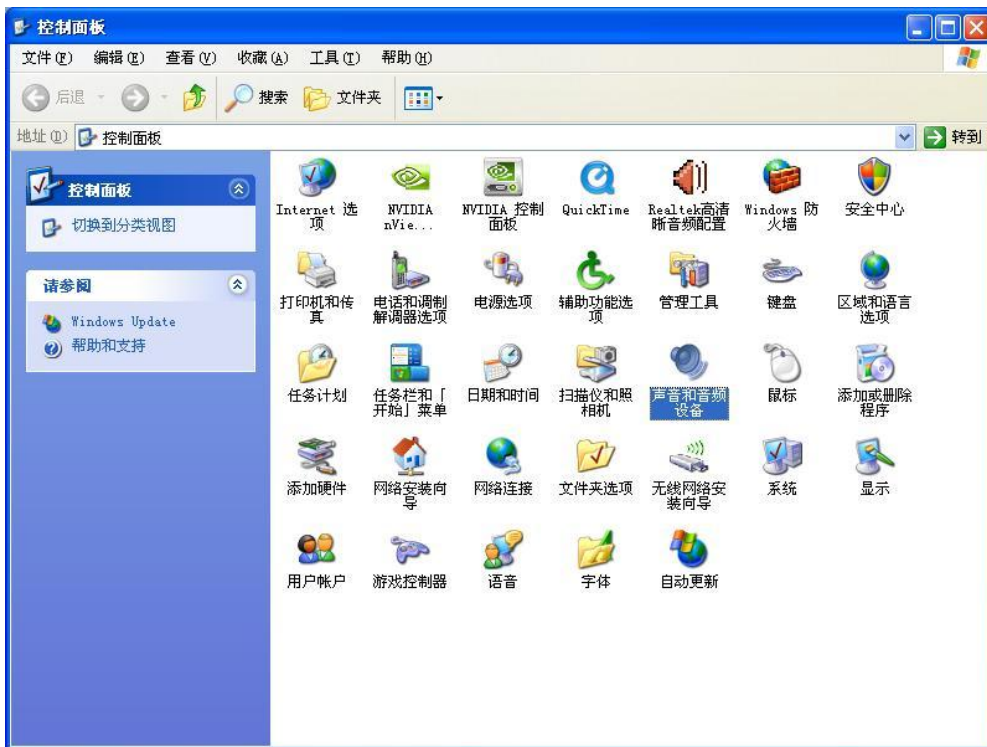 控制面板
文件(F) 编辑(E) 查看(V) 收藏(A) 工具(T) 帮助(H)
后退 搜索 文件夹
地址(D) 控制面板 转到
控制面板
切换到分类视图
请参阅
Windows Update
帮助和支持
Internet 选
项
NVIDIA
nVie...
NVIDIA 控制
面板
QuickTime
Realtek高清
晰音频配置
Windows 防
火墙
安全中心
打印机和传
真
电话和调制
解调器选项
电源选项
辅助功能选
项
管理工具
键盘
区域和语言
选项
任务计划
任务栏和「
开始」菜单
日期和时间
扫描仪和照
相机
声音和音频
设备
鼠标
添加或删除
程序
添加硬件
网络安装向
导
网络连接
文件夹选项
无线网络安
装向导
系统
显示
用户帐户
游戏控制器
语音
字体
自动更新